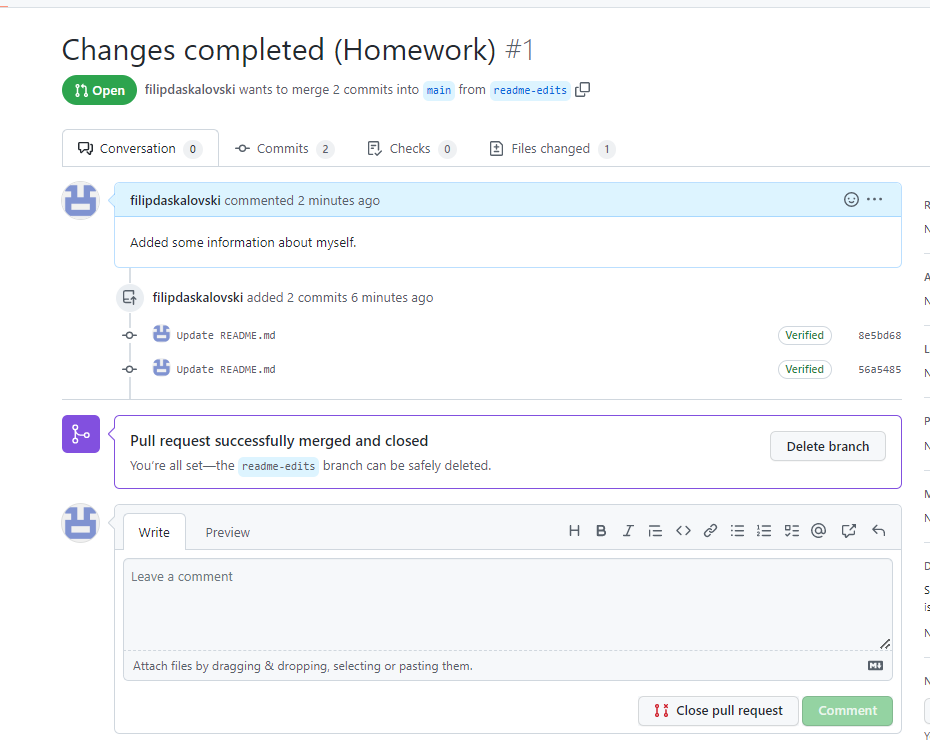 Changes completed (Homework) #1
Open filipdaskalovski wants to merge 2 commits into main from readme-edits
Conversation 0 Commits 2 Checks 0 Files changed 1
filipdaskalovski commented 2 minutes ago
Added some information about myself.
filipdaskalovski added 2 commits 6 minutes ago
Update README.md Verified 8e5bd68
Update README.md Verified 56a5485
Pull request successfully merged and closed
You're all set—the readme-edits branch can be safely deleted.
Delete branch
Write Preview H B I
Leave a comment
Attach files by dragging & dropping, selecting or pasting them.
Close pull request Comment